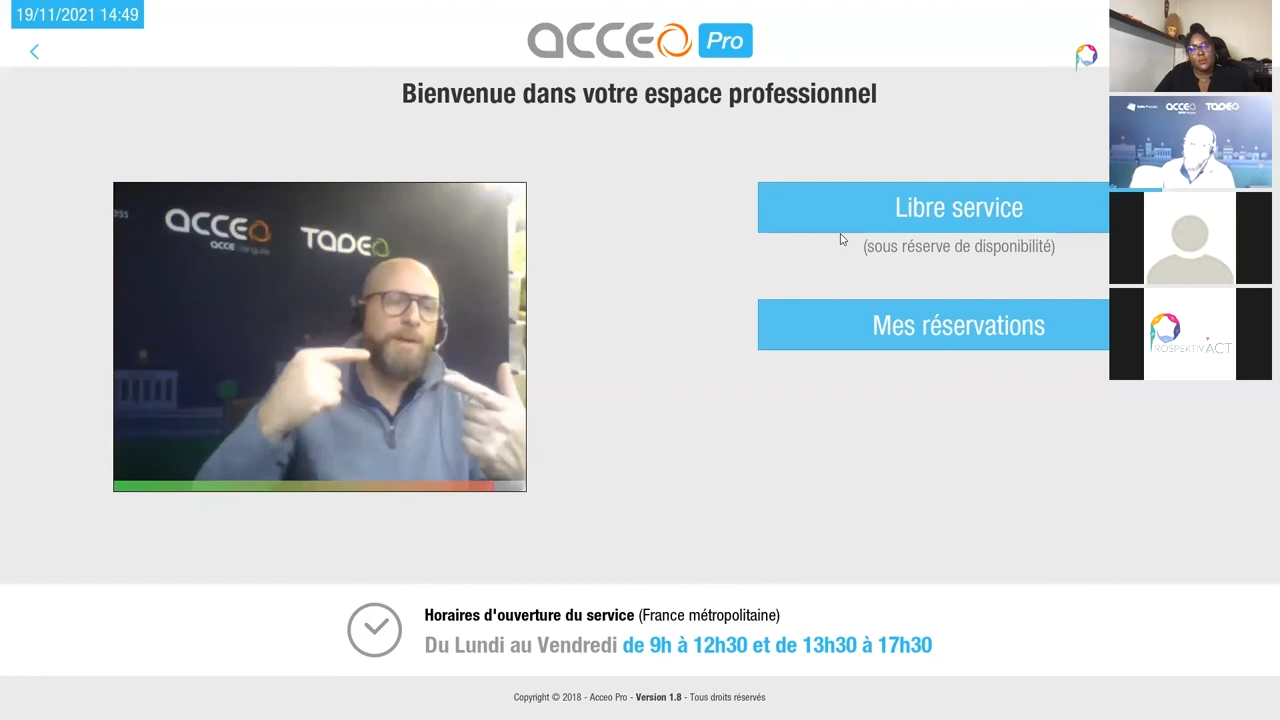 19/11/2021 14:49
acceo Pro
Bienvenue dans votre espace professionnel
acceo
TADEO
acceo
TADEO
Libre service
(sous réserve de disponibilité)
Mes réservations
PROSPEKTIV'ACT
Horaires d'ouverture du service (France métropolitaine)
Du Lundi au Vendredi de 9h à 12h30 et de 13h30 à 17h30
Copyright © 2018 - Acceo Pro - Version 1.8 - Tous droits réservés